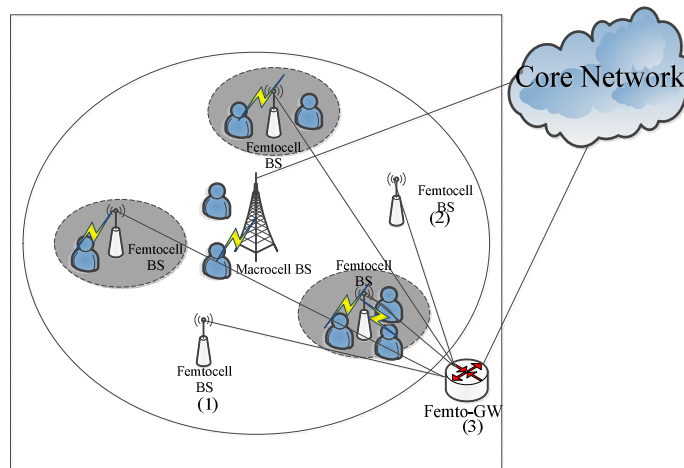 Core Network
Femtocell
BS
Femtocell
BS
(2)
Femtocell
BS
Macrocell BS
Femtocell
BS
Femtocell
BS
(1)
Femto-GW
(3)